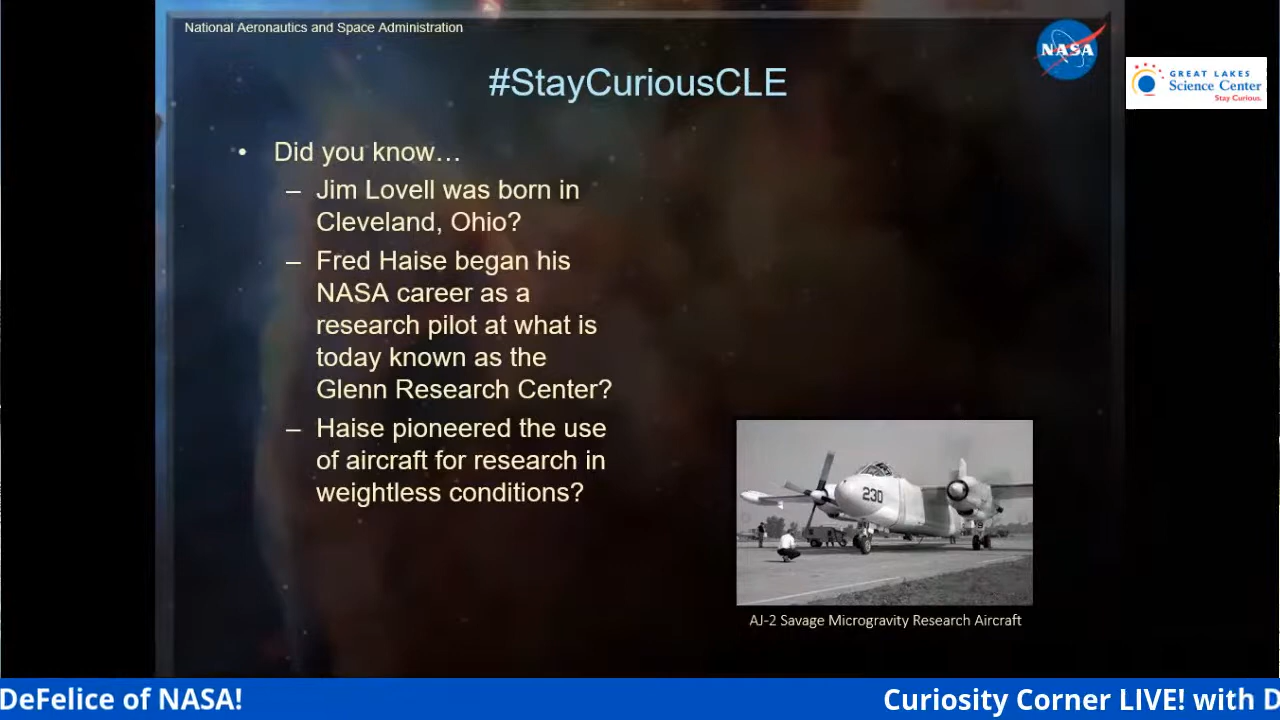 National Aeronautics and Space Administration
NASA
#StayCuriousCLE
GREAT LAKES
Science Center
Stay Curious.
• Did you know…
– Jim Lovell was born in
Cleveland, Ohio?
– Fred Haise began his
NASA career as a
research pilot at what is
today known as the
Glenn Research Center?
– Haise pioneered the use
of aircraft for research in
weightless conditions?
230
AJ-2 Savage Microgravity Research Aircraft
DeFelice of NASA!
Curiosity Corner LIVE! with D